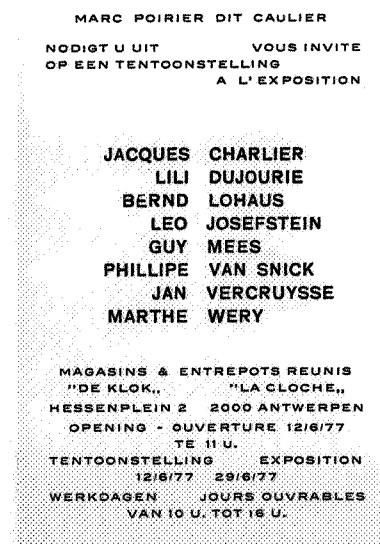 MARC POIRIER DIT CAULIER
NODIGT U UIT VOUS INVITE
OP EEN TENTOONSTELLING
A L'EXPOSITION
JACQUES CHARLIER
LILI DUJOURIE
BERND LOHAUS
LEO JOSEFSTEIN
GUY MEES
PHILLIPE VAN SNICK
JAN VERCRUYSSE
MARTHE WERY
MAGASINS & ENTREPOTS REUNIS
"DE KLOK,, "LA CLOCHE,,
HESSENPLEIN 2 2000 ANTWERPEN
OPENING - OUVERTURE 12/6/77
TE 11 U.
TENTOONSTELLING EXPOSITION
12/6/77 29/6/77
WERKDAGEN JOURS OUVRABLES
VAN 10 U. TOT 16 U.